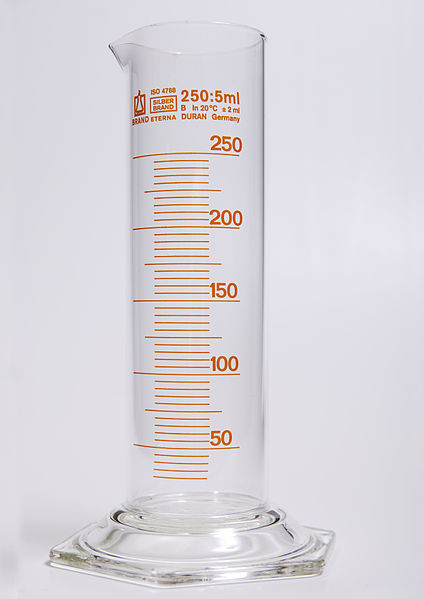 ISO 4788
SILBER
BRAND
250:5ml
B In 20°C ± 2 ml
BRAND ETERNA DURAN Germany
250
200
150
100
50